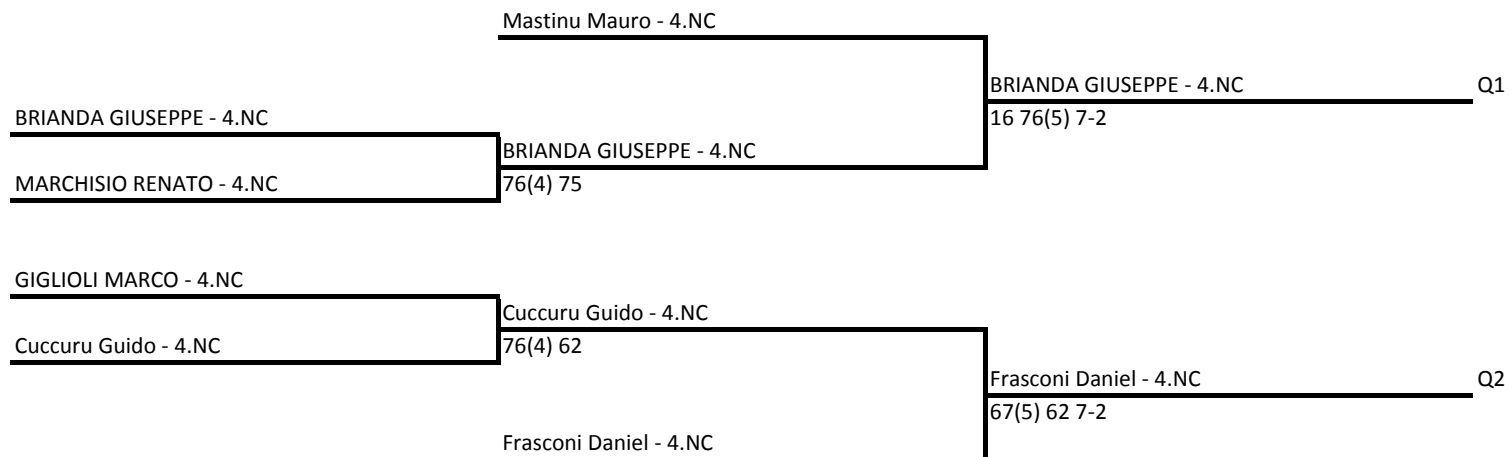 Mastinu Mauro - 4.NC
BRIANDA GIUSEPPE - 4.NC Q1
BRIANDA GIUSEPPE - 4.NC 16 76(5) 7-2
BRIANDA GIUSEPPE - 4.NC
MARCHISIO RENATO - 4.NC 76(4) 75
GIGLIOLI MARCO - 4.NC
Cuccuru Guido - 4.NC
Cuccuru Guido - 4.NC 76(4) 62
Frasconi Daniel - 4.NC Q2
67(5) 62 7-2
Frasconi Daniel - 4.NC